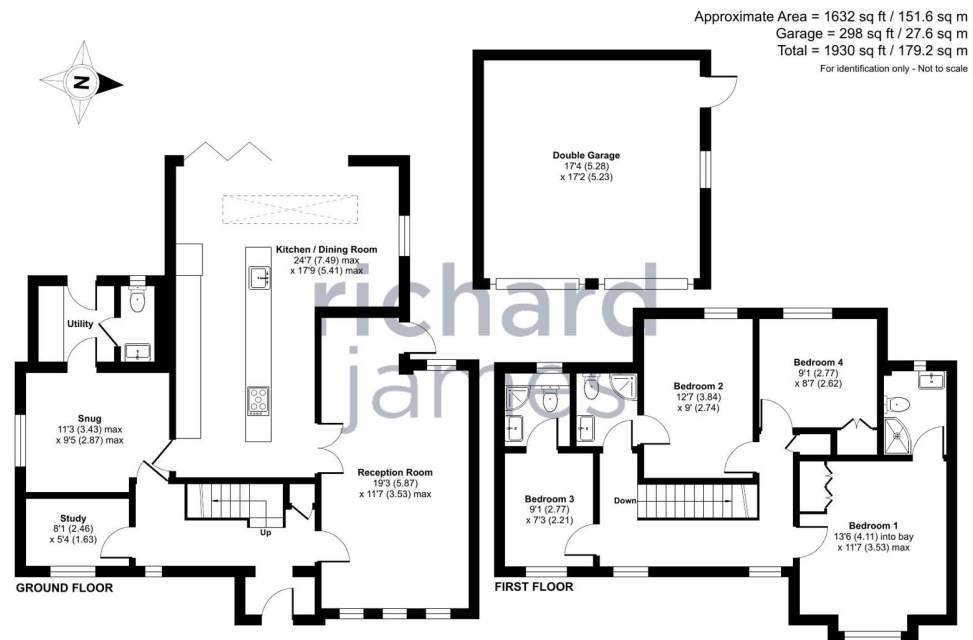 Approximate Area = 1632 sq ft / 151.6 sq m
Garage = 298 sq ft / 27.6 sq m
Total = 1930 sq ft / 179.2 sq m
For identification only - Not to scale
N
Double Garage
17'4 (5.28)
x 17'2 (5.23)
Kitchen / Dining Room
24'7 (7.49) max
x 17'9 (5.41) max
richard
james
Utility
Snug
11'3 (3.43) max
x 9'5 (2.87) max
Reception Room
19'3 (5.87)
x 11'7 (3.53) max
Study
8'1 (2.46)
x 5'4 (1.63)
Up
GROUND FLOOR
Bedroom 2
12'7 (3.84)
x 9' (2.74)
Bedroom 4
9'1 (2.77)
x 8'7 (2.62)
Bedroom 3
9'1 (2.77)
x 7'3 (2.21)
Down
Bedroom 1
13'6 (4.11) into bay
x 11'7 (3.53) max
FIRST FLOOR